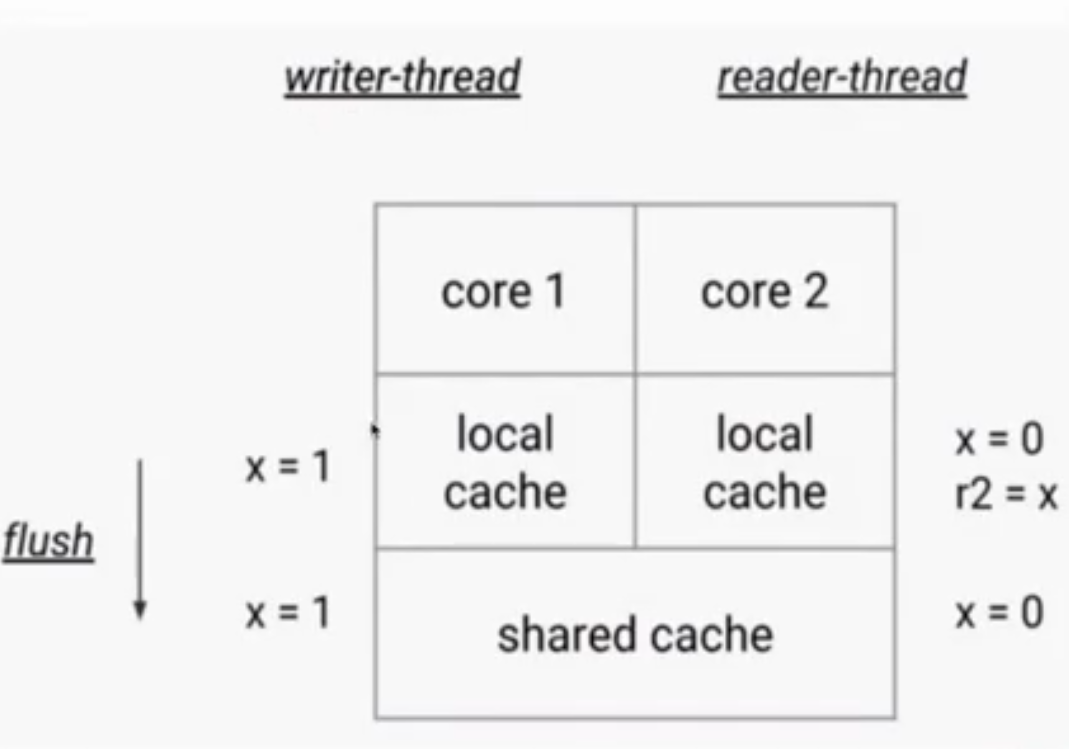 writer-thread
reader-thread
core 1
core 2
local
cache
local
cache
x = 1
x = 0
r2 = x
flush
x = 1
shared cache
x = 0